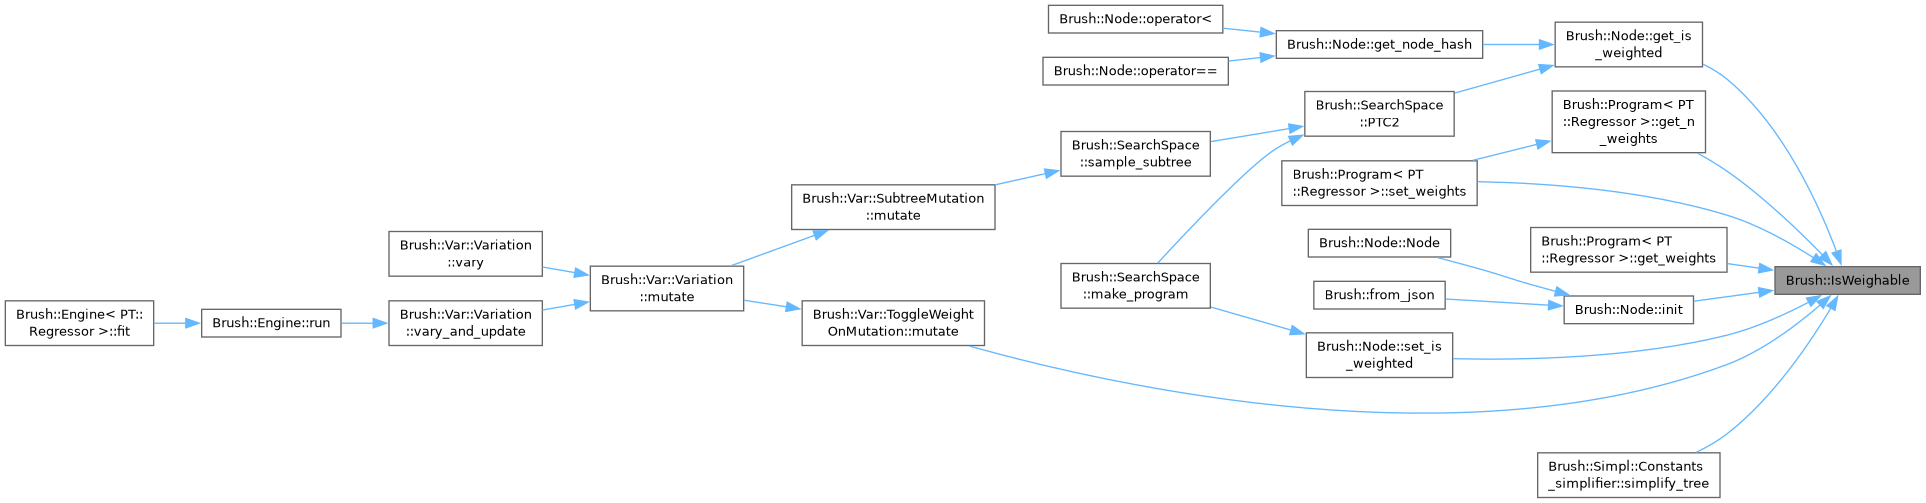 Brush::Engine< PT::
Regressor >::fit
Brush::Engine::run
Brush::Var::Variation
::vary
Brush::Var::Variation
::vary_and_update
Brush::Var::Variation
::mutate
Brush::Var::SubtreeMutation
::mutate
Brush::Var::ToggleWeight
OnMutation::mutate
Brush::Node::operator<
Brush::Node::operator==
Brush::SearchSpace
::sample_subtree
Brush::SearchSpace
::make_program
Brush::Node::get_node_hash
Brush::SearchSpace
::PTC2
Brush::Program< PT
::Regressor >::set_weights
Brush::Node::Node
Brush::from_json
Brush::Node::set_is
_weighted
Brush::Node::get_is
_weighted
Brush::Program< PT
::Regressor >::get_n
_weights
Brush::Program< PT
::Regressor >::get_weights
Brush::Node::init
Brush::Simpl::Constants
_simplifier::simplify_tree
Brush::IsWeighable